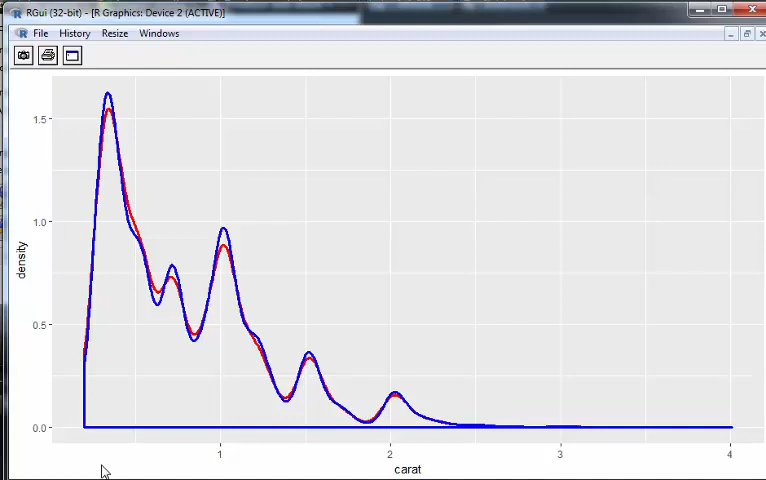 RGui (32-bit) - [R Graphics: Device 2 (ACTIVE)]
File History Resize Windows
density
1.5
1.0
0.5
0.0
1 2 3 4
carat